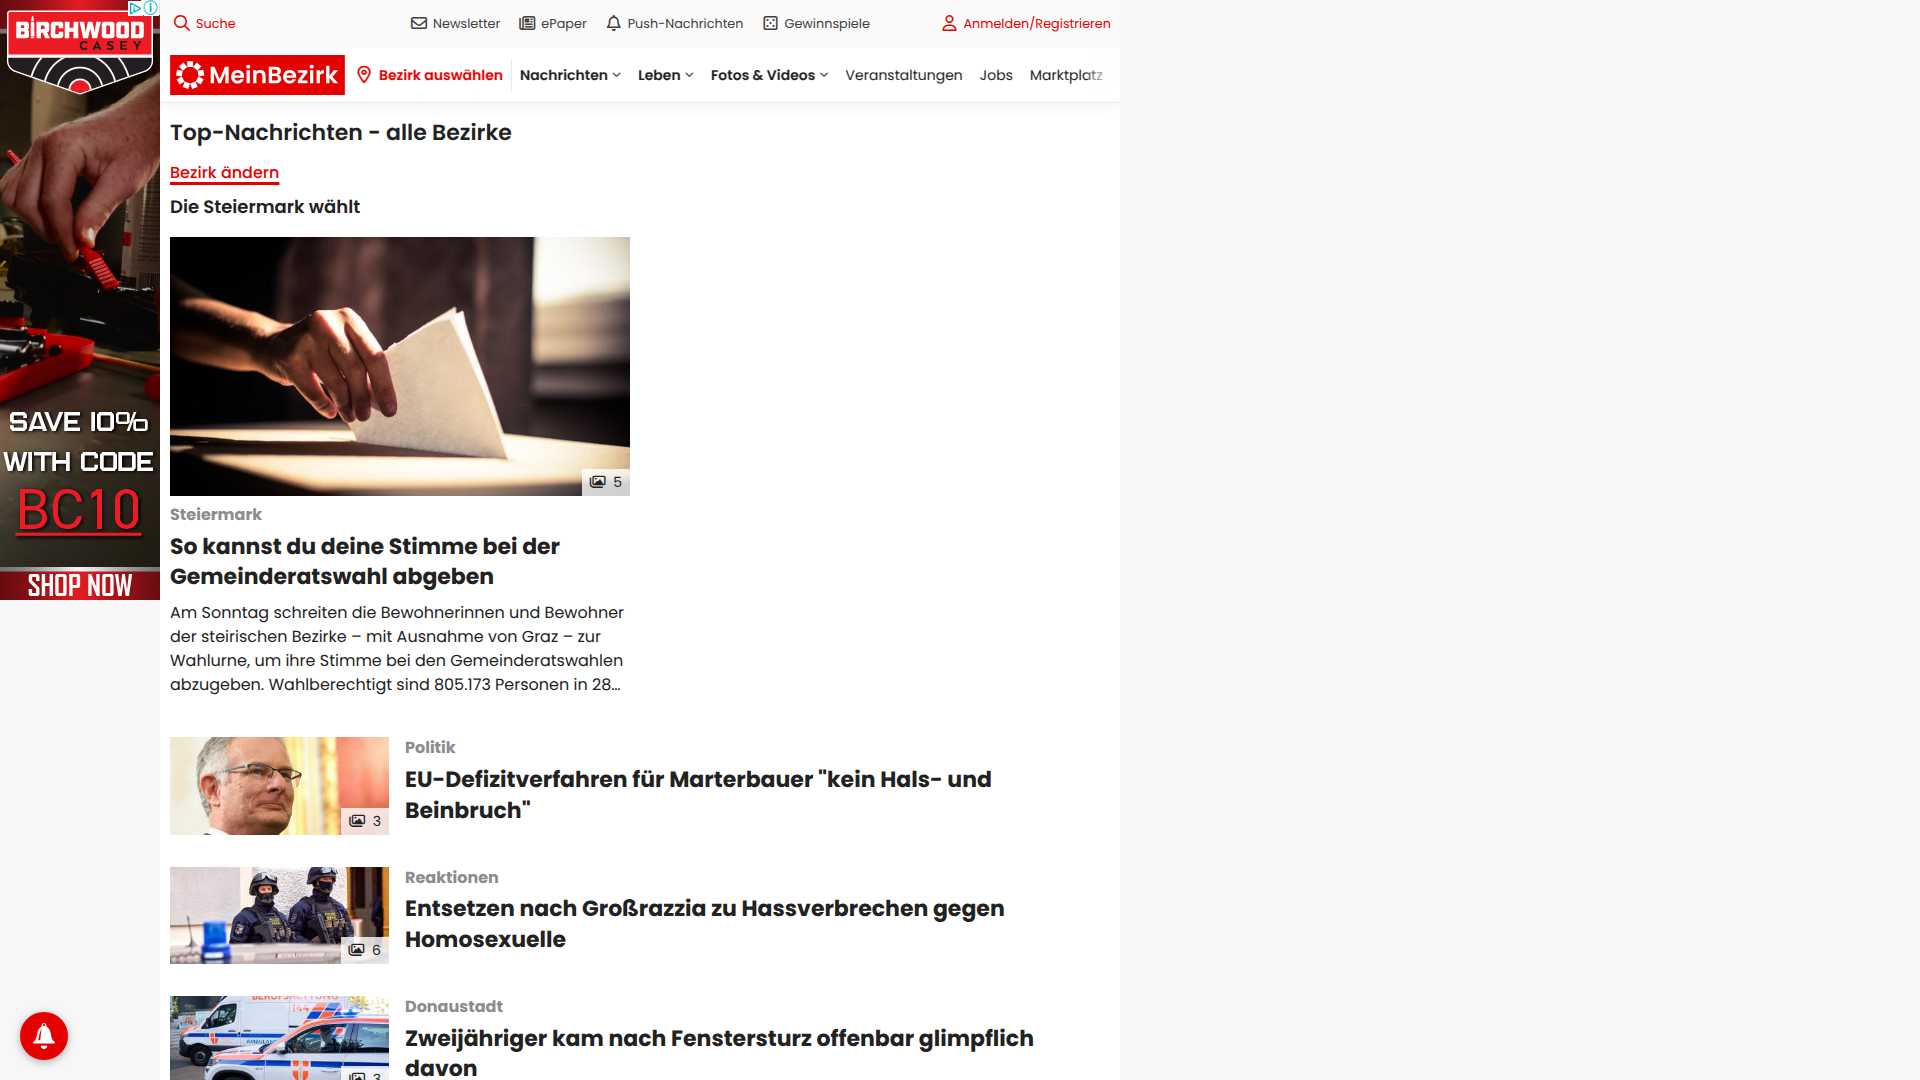 BIRCHWOOD
CASEY
SAVE 10%
WITH CODE
BC10
SHOP NOW
Suche
Newsletter
ePaper
Push-Nachrichten
Gewinnspiele
Anmelden/Registrieren
MeinBezirk
Bezirk auswählen
Nachrichten
Leben
Fotos & Videos
Veranstaltungen
Jobs
Marktplatz
Top-Nachrichten - alle Bezirke
Bezirk ändern
Die Steiermark wählt
5
Steiermark
So kannst du deine Stimme bei der
Gemeinderatswahl abgeben
Am Sonntag schreiten die Bewohnerinnen und Bewohner
der steirischen Bezirke – mit Ausnahme von Graz – zur
Wahlurne, um ihre Stimme bei den Gemeinderatswahlen
abzugeben. Wahlberechtigt sind 805.173 Personen in 28...
3
Politik
EU-Defizitverfahren für Marterbauer "kein Hals- und
Beinbruch"
6
Reaktionen
Entsetzen nach Großrazzia zu Hassverbrechen gegen
Homosexuelle
3
Donaustadt
Zweijähriger kam nach Fenstersturz offenbar glimpflich
davon